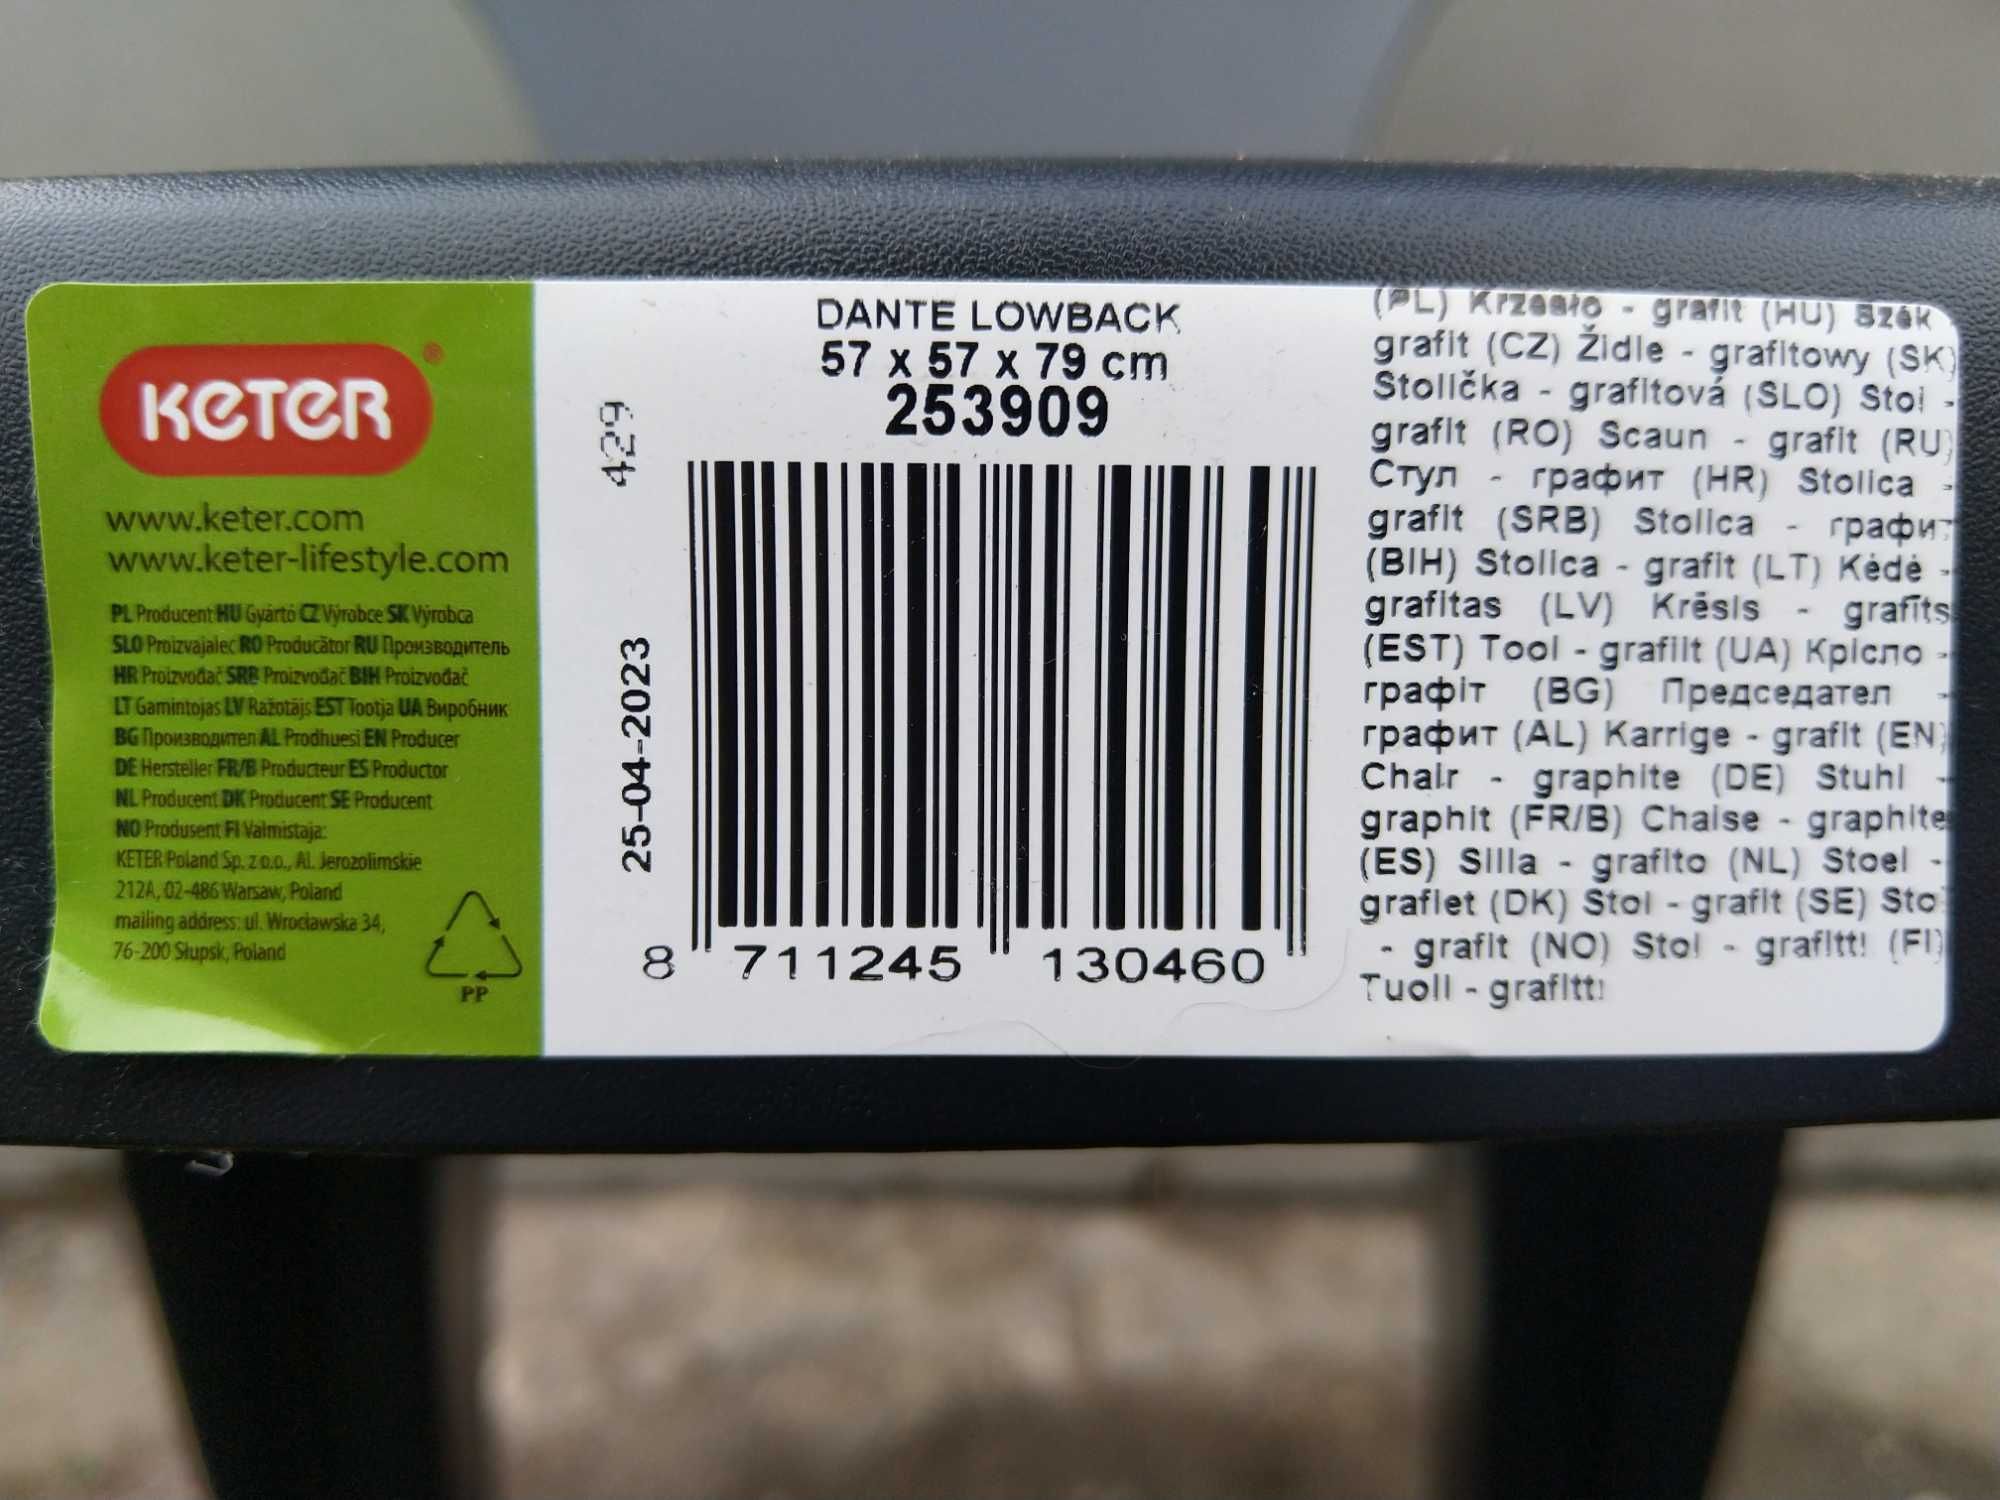 KETER®
www.keter.com
www.keter-lifestyle.com
PL Producent HU Gyártó CZ Výrobce SK Výrobca
SLO Proizvajalec RO Producător RU Производитель
HR Proizvođač SRB Proizvođač BIH Proizvođač
LT Gamintojas LV Ražotājs EST Tootja UA Виробник
BG Производител AL Prodhuesi EN Producer
DE Hersteller FR/B Producteur ES Productor
NL Producent DK Producent SE Producent
NO Produsent FI Valmistaja:
KETER Poland Sp. z o.o., Al. Jerozolimskie
212A, 02-486 Warsaw, Poland
mailing address: ul. Wrocławska 34,
76-200 Słupsk, Poland
PP
429
25-04-2023
DANTE LOWBACK
57 x 57 x 79 cm
253909
8 711245 130460
(PL) Krzesło - grafit (HU) Szék
grafit (CZ) Židle - grafitowy (SK)
Stolička - grafitová (SLO) Stol -
grafit (RO) Scaun - grafit (RU)
Стул - графит (HR) Stolica -
grafit (SRB) Stolica - графит
(BIH) Stolica - grafit (LT) Kėdė -
grafitas (LV) Krēsls - grafīts
(EST) Tool - grafiit (UA) Крісло -
графіт (BG) Председател -
графит (AL) Karrige - grafit (EN)
Chair - graphite (DE) Stuhl -
graphit (FR/B) Chaise - graphite
(ES) Silla - grafito (NL) Stoel -
grafiet (DK) Stol - grafit (SE) Sto
- grafit (NO) Stol - grafitt! (FI)
Tuoli - grafitti